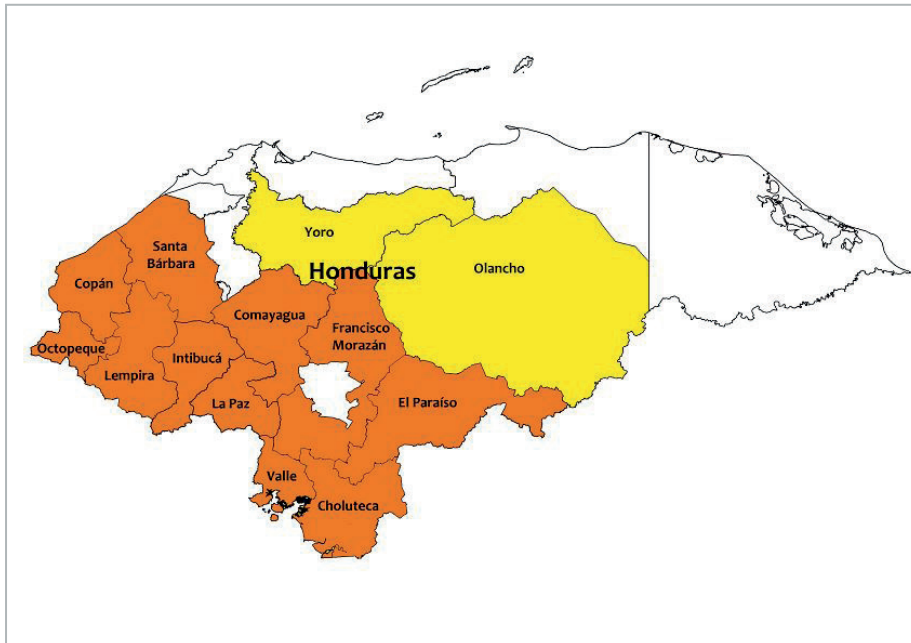 Yoro
Honduras
Olancho
Santa
Bárbara
Copán
Comayagua
Francisco
Morazán
Octopeque
Intibucá
Lempira
La Paz
El Paraíso
Valle
Choluteca